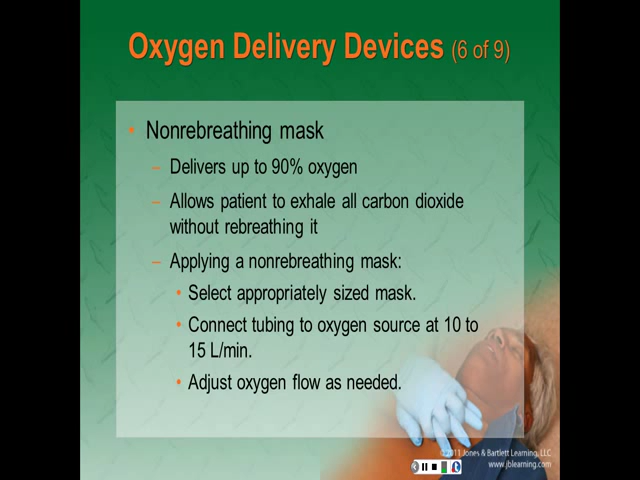 Oxygen Delivery Devices (6 of 9)
• Nonrebreathing mask
– Delivers up to 90% oxygen
– Allows patient to exhale all carbon dioxide
without rebreathing it
– Applying a nonrebreathing mask:
• Select appropriately sized mask.
• Connect tubing to oxygen source at 10 to
15 L/min.
• Adjust oxygen flow as needed.
© 2011 Jones & Bartlett Learning, LLC
www.jblearning.com